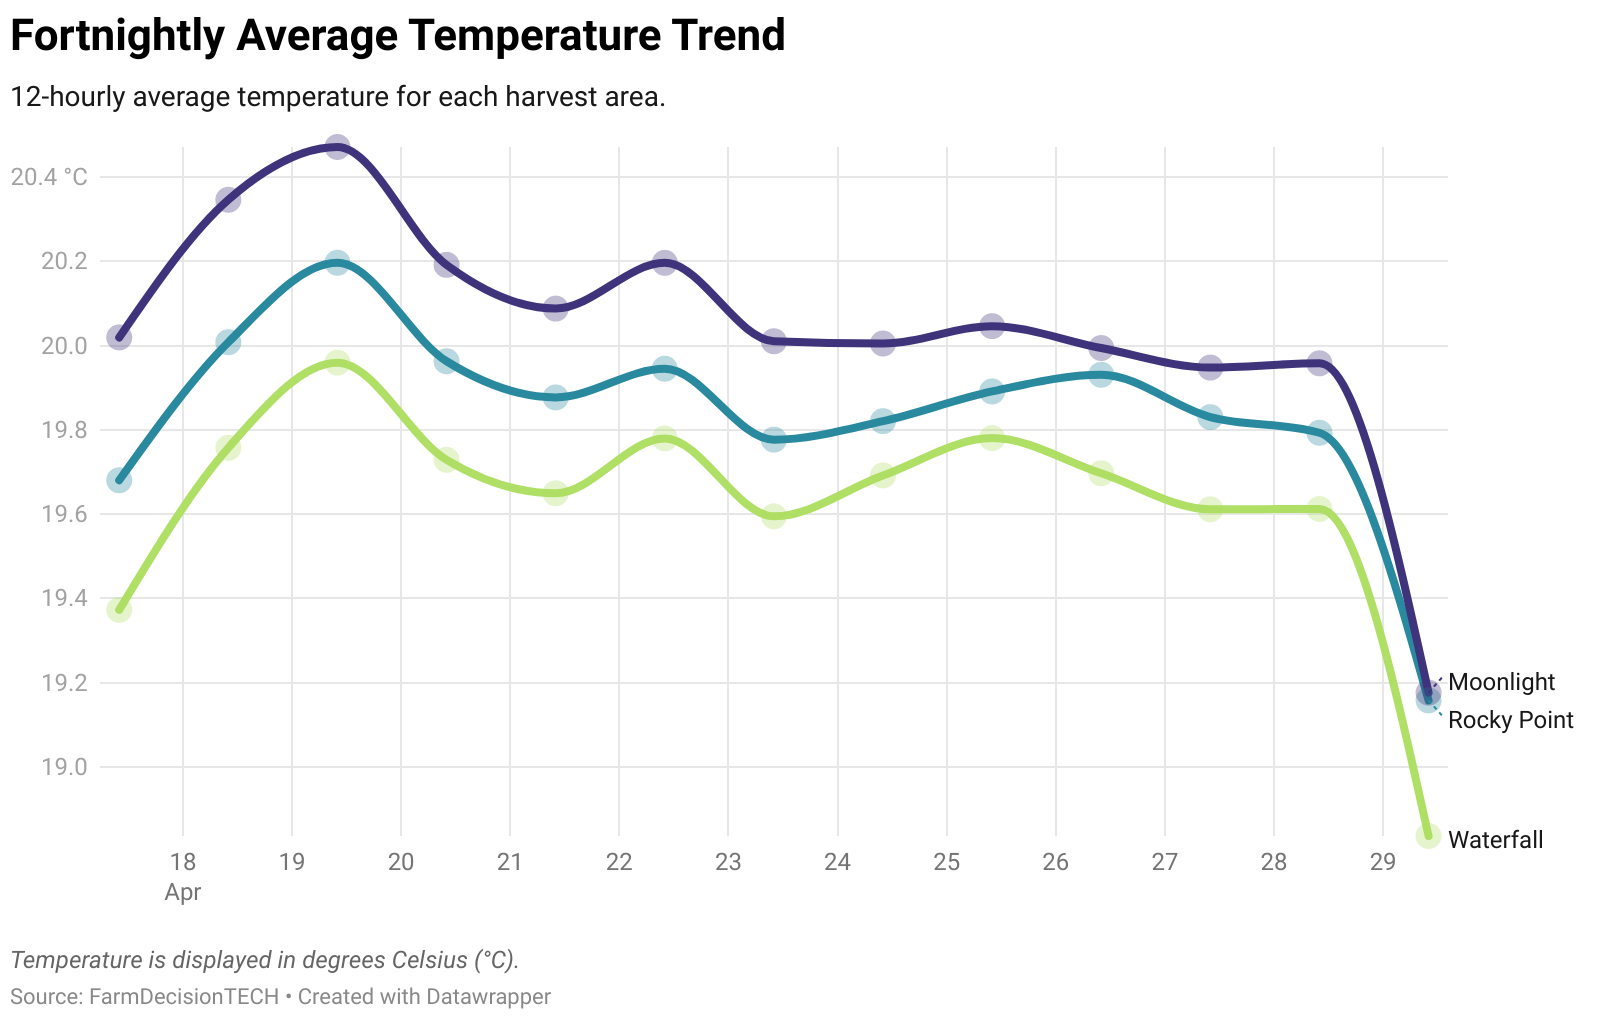 Fortnightly Average Temperature Trend
12-hourly average temperature for each harvest area.
20.4 °C
20.2
20.0
19.8
19.6
19.4
19.2
19.0
Moonlight
Rocky Point
Waterfall
18 19 20 21 22 23 24 25 26 27 28 29
Apr
Temperature is displayed in degrees Celsius (°C).
Source: FarmDecisionTECH • Created with Datawrapper